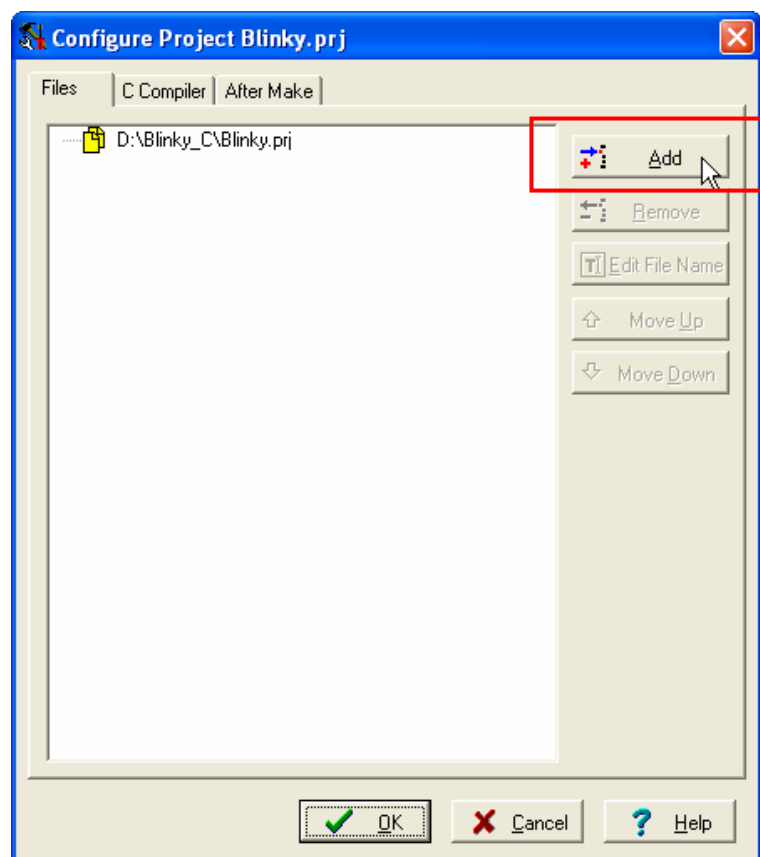 Configure Project Blinky.prj
Files C Compiler After Make
D:\Blinky_C\Blinky.prj
Add
Remove
Edit File Name
Move Up
Move Down
OK Cancel Help